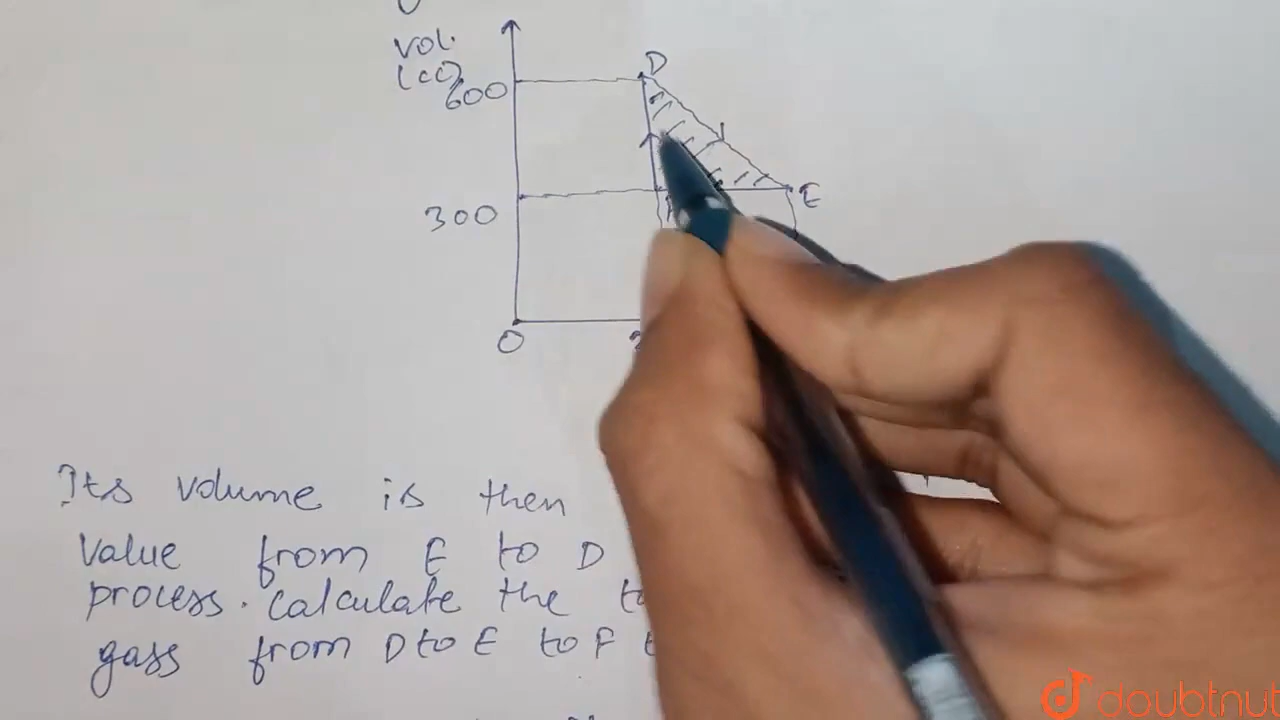 vol.
(cc)
600
D
E
300
O
Its volume is then
value from E to D
process. calculate the
gass from D to E to F
doubtnut